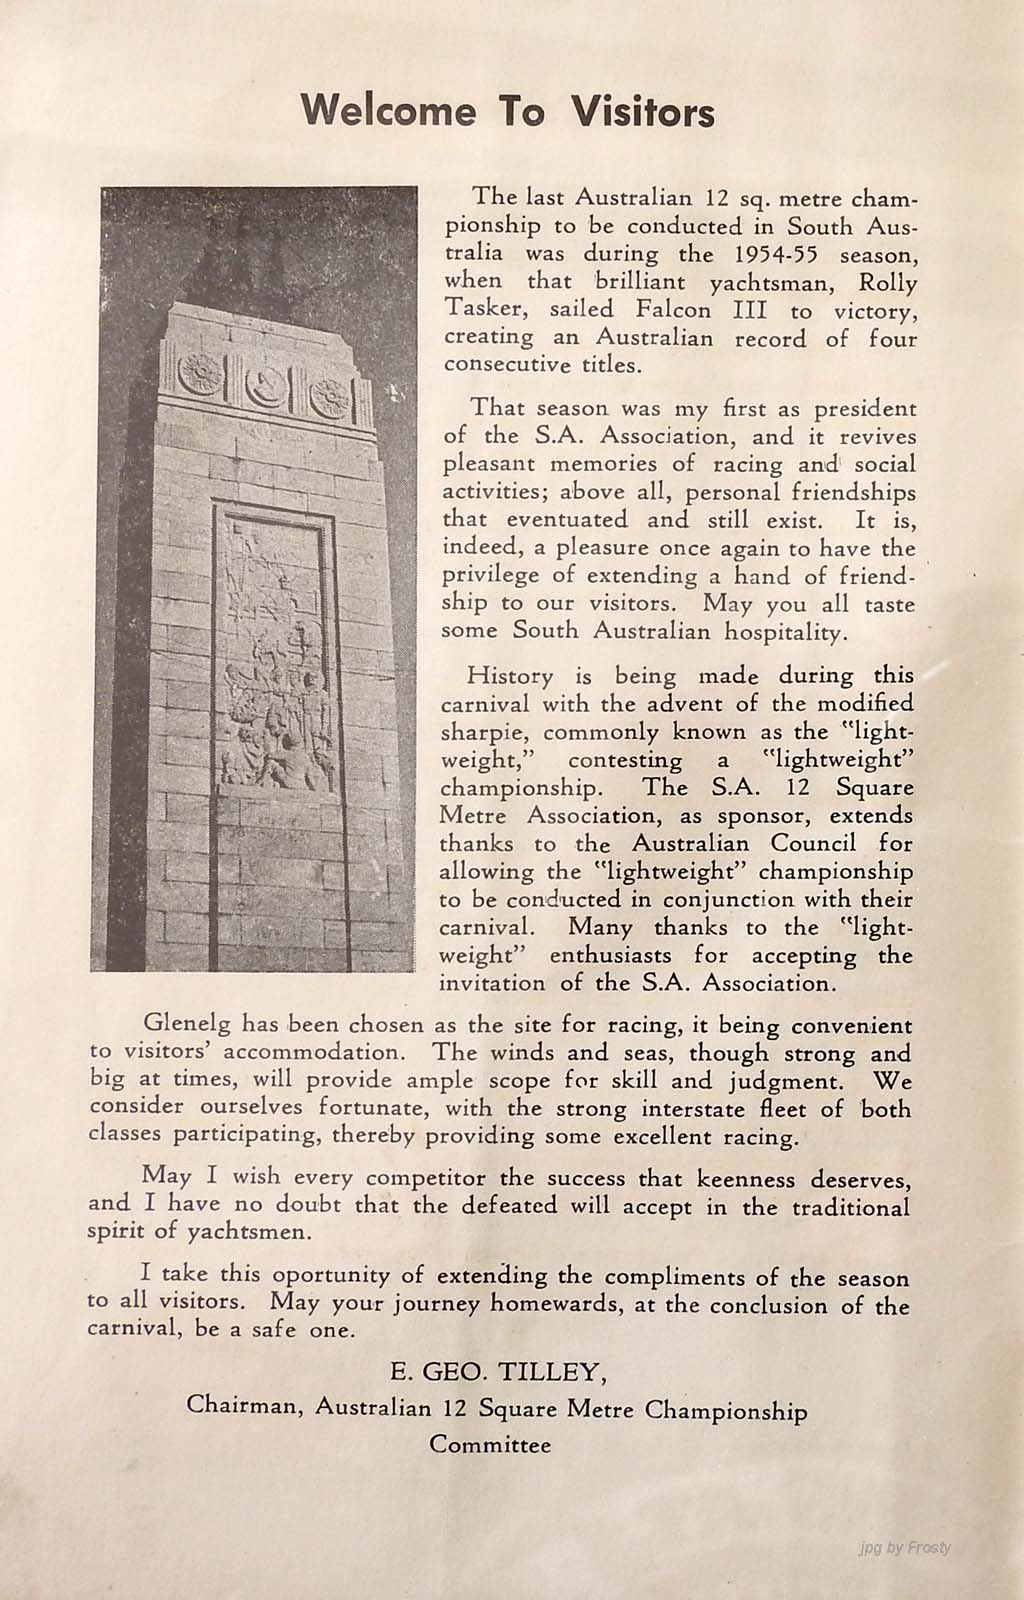 Welcome To Visitors
The last Australian 12 sq. metre cham-
pionship to be conducted in South Aus-
tralia was during the 1954-55 season,
when that brilliant yachtsman, Rolly
Tasker, sailed Falcon III to victory,
creating an Australian record of four
consecutive titles.
That season was my first as president
of the S.A. Association, and it revives
pleasant memories of racing and social
activities; above all, personal friendships
that eventuated and still exist. It is,
indeed, a pleasure once again to have the
privilege of extending a hand of friend-
ship to our visitors. May you all taste
some South Australian hospitality.
History is being made during this
carnival with the advent of the modified
sharpie, commonly known as the "light-
weight," contesting a "lightweight"
championship. The S.A. 12 Square
Metre Association, as sponsor, extends
thanks to the Australian Council for
allowing the "lightweight" championship
to be conducted in conjunction with their
carnival. Many thanks to the "light-
weight" enthusiasts for accepting the
invitation of the S.A. Association.
Glenelg has been chosen as the site for racing, it being convenient
to visitors' accommodation. The winds and seas, though strong and
big at times, will provide ample scope for skill and judgment. We
consider ourselves fortunate, with the strong interstate fleet of both
classes participating, thereby providing some excellent racing.
May I wish every competitor the success that keenness deserves,
and I have no doubt that the defeated will accept in the traditional
spirit of yachtsmen.
I take this oportunity of extending the compliments of the season
to all visitors. May your journey homewards, at the conclusion of the
carnival, be a safe one.
E. GEO. TILLEY,
Chairman, Australian 12 Square Metre Championship
Committee
jpg by Frosty